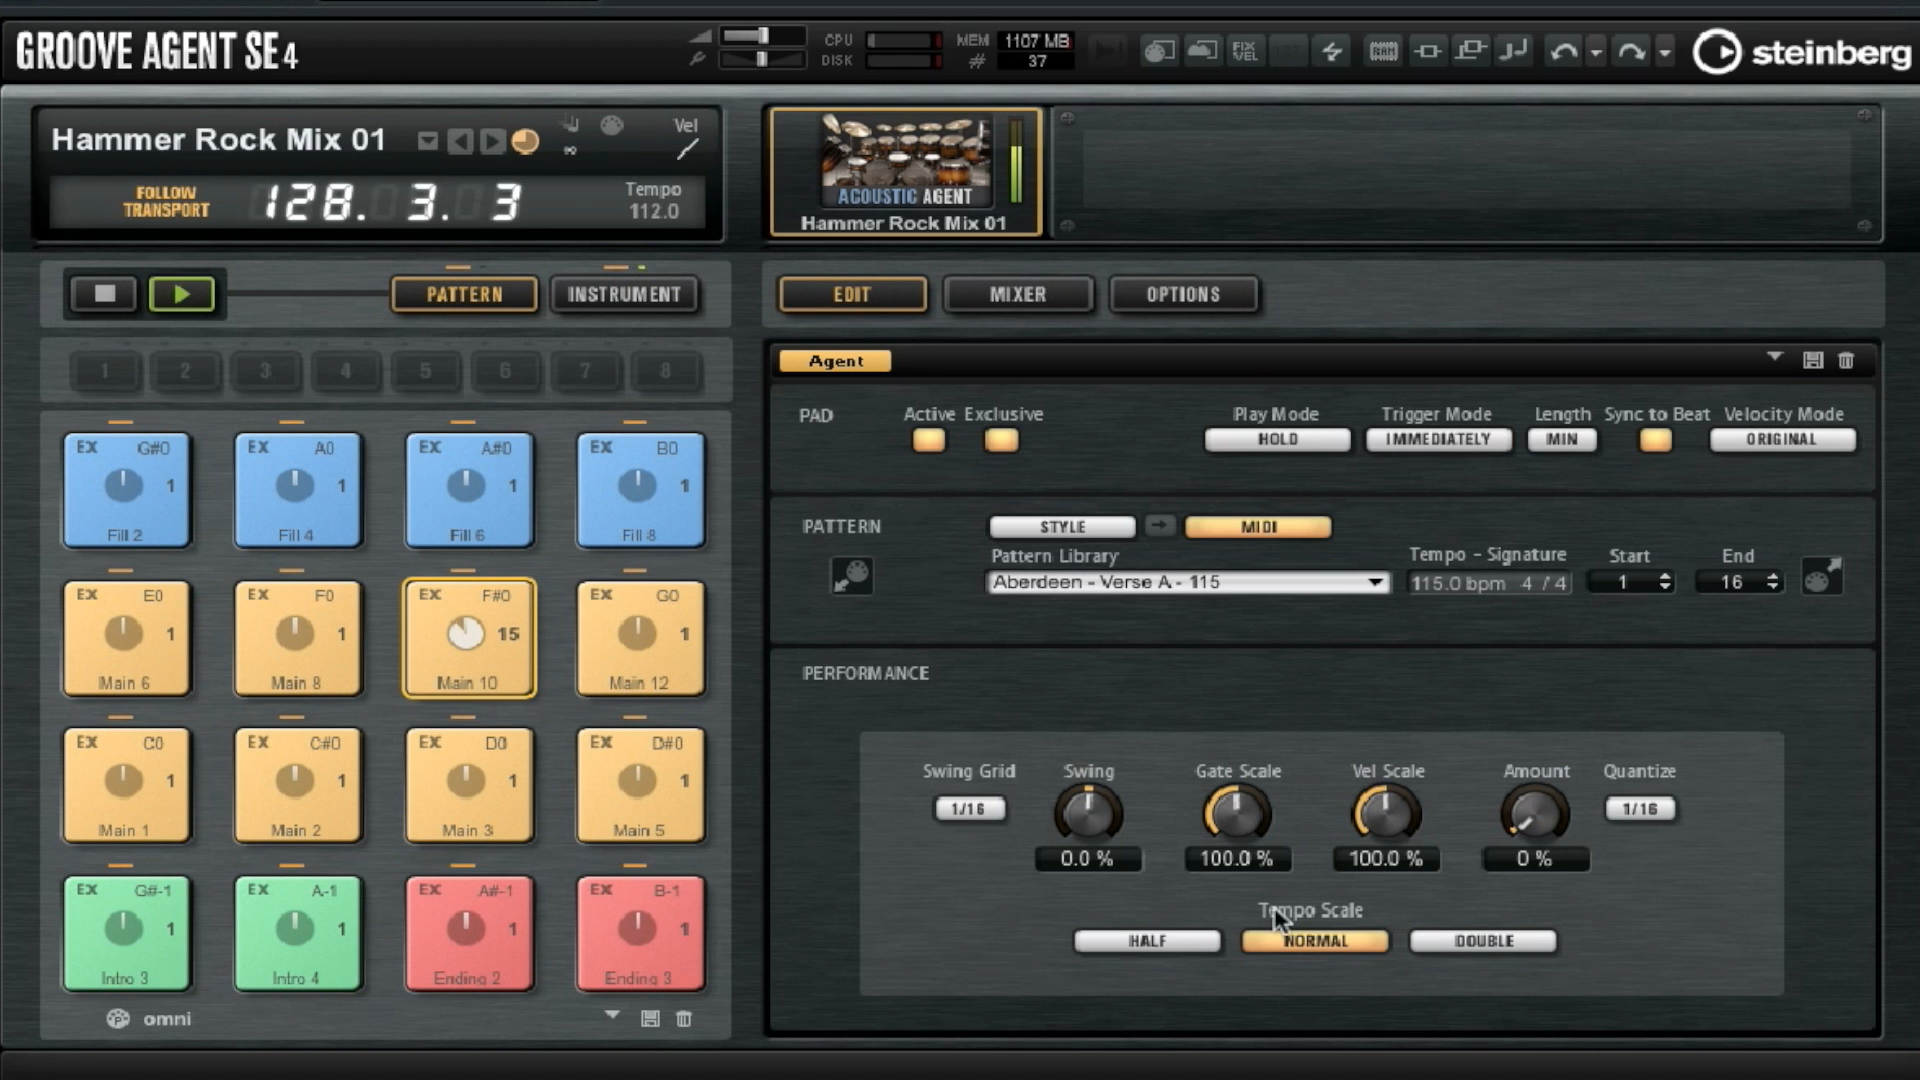 GROOVE AGENT SE4
CPU
DISK
MEM 1107 MB
# 37
FIX VEL
RAM
steinberg
Hammer Rock Mix 01
Vel
FOLLOW TRANSPORT
128. 3. 3
Tempo
112.0
ACOUSTIC AGENT
Hammer Rock Mix 01
PATTERN INSTRUMENT
EDIT MIXER OPTIONS
1 2 3 4 5 6 7 8
EX G#0 1 Fill 2
EX A0 1 Fill 4
EX A#0 1 Fill 6
EX B0 1 Fill 8
EX E0 1 Main 6
EX F0 1 Main 8
EX F#0 15 Main 10
EX G0 1 Main 12
EX C0 1 Main 1
EX C#0 1 Main 2
EX D0 1 Main 3
EX D#0 1 Main 5
EX G#-1 1 Intro 3
EX A-1 1 Intro 4
EX A#-1 1 Ending 2
EX B-1 1 Ending 3
omni
Agent
PAD Active Exclusive Play Mode Trigger Mode Length Sync to Beat Velocity Mode
HOLD IMMEDIATELY MIN ORIGINAL
PATTERN STYLE MIDI
Pattern Library Tempo - Signature Start End
Aberdeen - Verse A - 115 115.0 bpm 4 / 4 1 16
PERFORMANCE
Swing Grid Swing Gate Scale Vel Scale Amount Quantize
1/16 1/16
0.0 % 100.0 % 100.0 % 0 %
Tempo Scale
HALF NORMAL DOUBLE